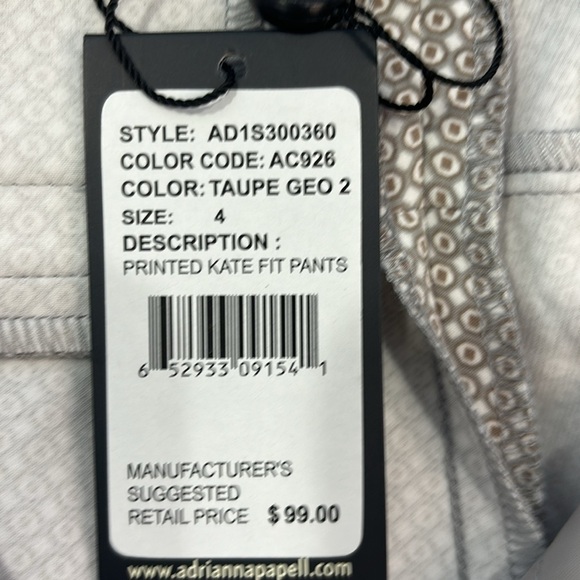 STYLE: AD1S300360
COLOR CODE: AC926
COLOR: TAUPE GEO 2
SIZE: 4
DESCRIPTION :
PRINTED KATE FIT PANTS
6 52933 09154 1
MANUFACTURER'S
SUGGESTED
RETAIL PRICE $99.00
www.adriannapapell.com